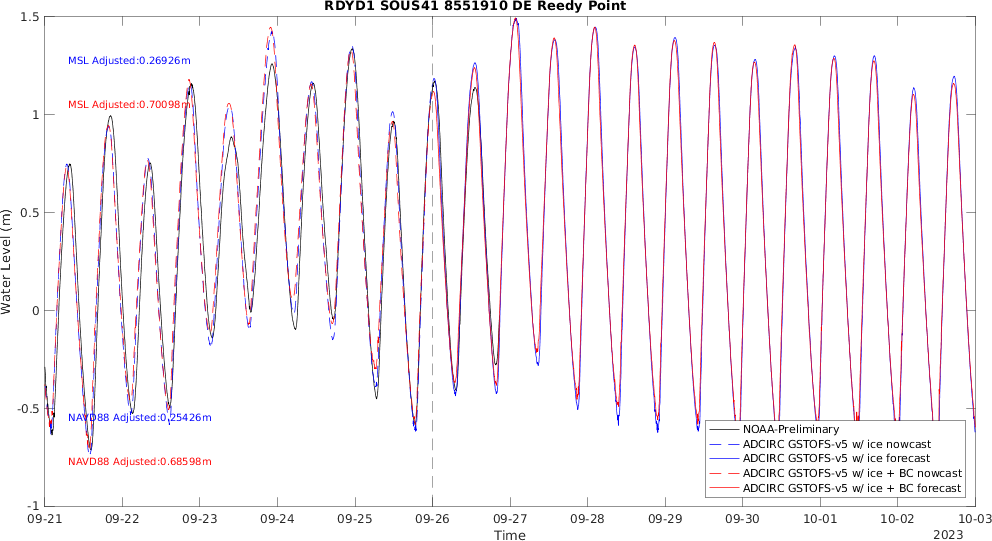 RDYD1 SOUS41 8551910 DE Reedy Point
1.5
1
0.5
0
-0.5
-1
Water Level (m)
MSL Adjusted:0.26926m
MSL Adjusted:0.70098m
NAVD88 Adjusted:0.25426m
NAVD88 Adjusted:0.68598m
NOAA-Preliminary
ADCIRC GSTOFS-v5 w/ ice nowcast
ADCIRC GSTOFS-v5 w/ ice forecast
ADCIRC GSTOFS-v5 w/ ice + BC nowcast
ADCIRC GSTOFS-v5 w/ ice + BC forecast
09-21 09-22 09-23 09-24 09-25 09-26 09-27 09-28 09-29 09-30 10-01 10-02 10-03
Time
2023